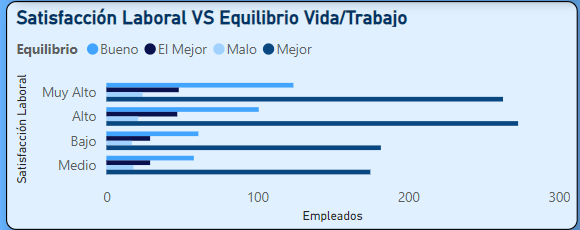 Satisfacción Laboral VS Equilibrio Vida/Trabajo
Equilibrio Bueno El Mejor Malo Mejor
Satisfacción Laboral
Muy Alto
Alto
Bajo
Medio
0 100 200 300
Empleados